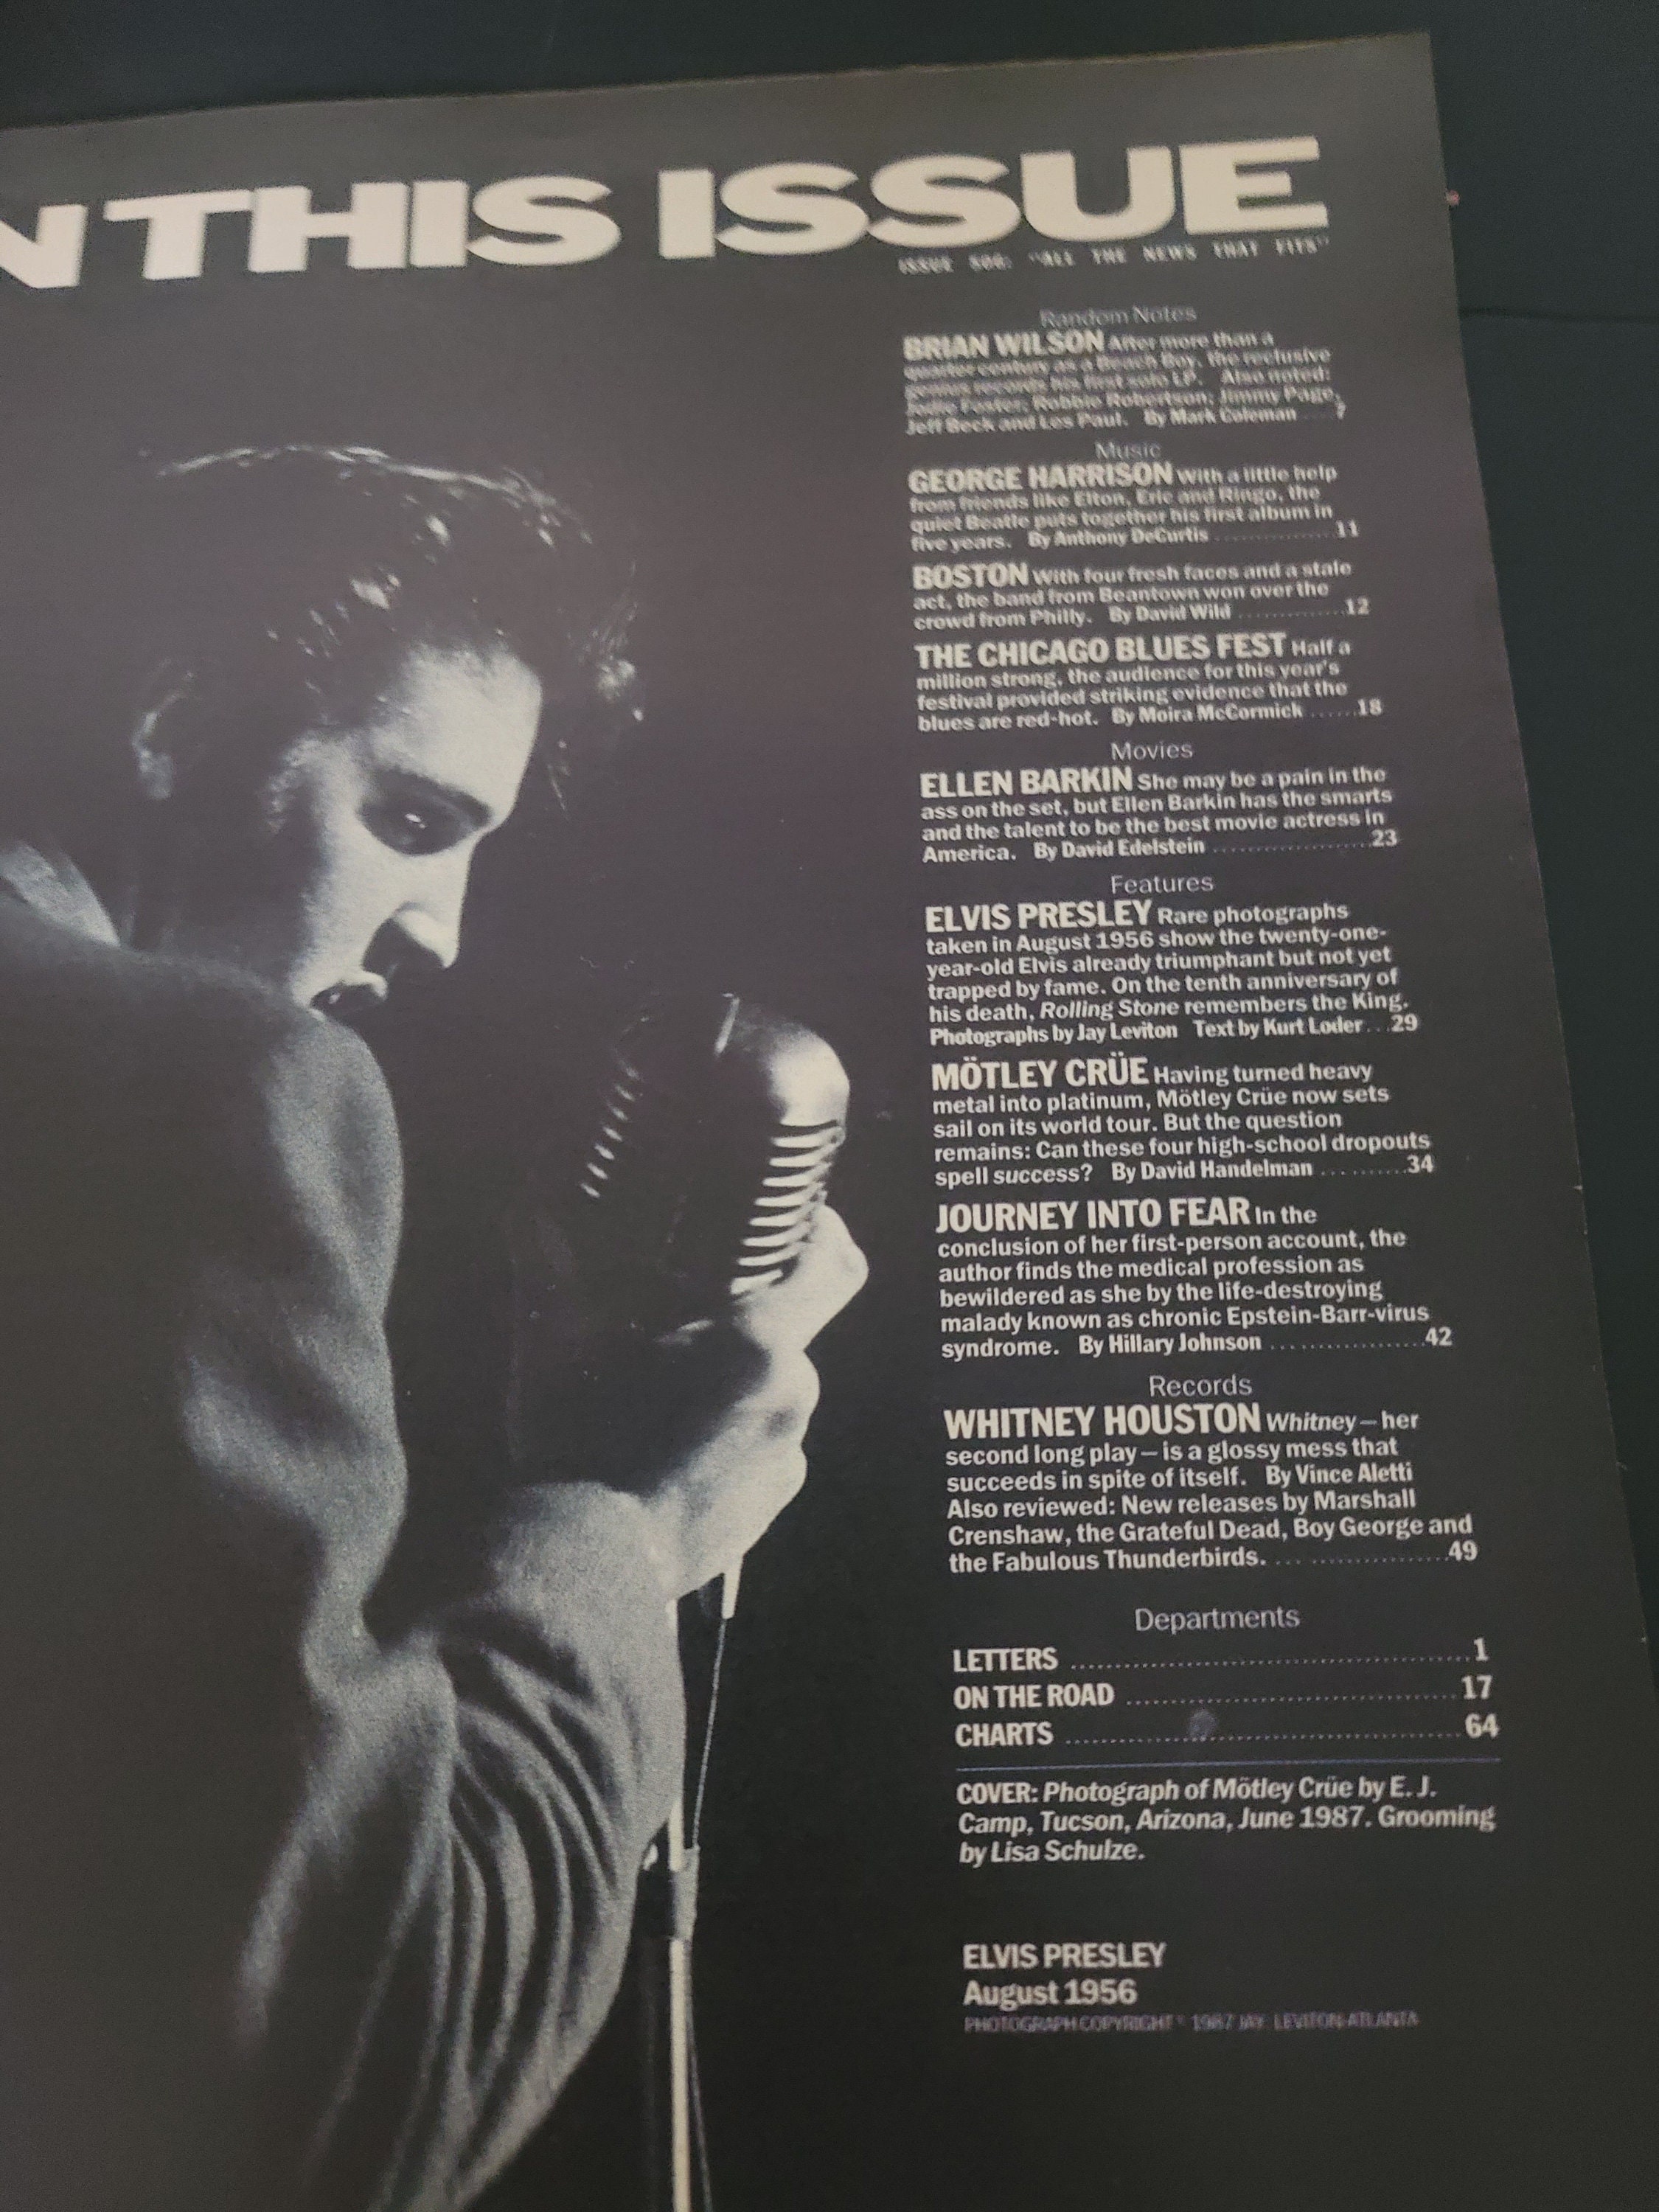 N THIS ISSUE
ISSUE 506: "ALL THE NEWS THAT FITS"
Random Notes
BRIAN WILSON After more than a
quarter century as a Beach Boy, the reclusive
genius records his first solo LP. Also noted:
Jodie Foster; Robbie Robertson; Jimmy Page,
Jeff Beck and Les Paul. By Mark Coleman ....7
Music
GEORGE HARRISON With a little help
from friends like Elton, Eric and Ringo, the
quiet Beatle puts together his first album in
five years. By Anthony DeCurtis ...............11
BOSTON With four fresh faces and a stale
act, the band from Beantown won over the
crowd from Philly. By David Wild .............12
THE CHICAGO BLUES FEST Half a
million strong, the audience for this year's
festival provided striking evidence that the
blues are red-hot. By Moira McCormick ......18
Movies
ELLEN BARKIN She may be a pain in the
ass on the set, but Ellen Barkin has the smarts
and the talent to be the best movie actress in
America. By David Edelstein ...................23
Features
ELVIS PRESLEY Rare photographs
taken in August 1956 show the twenty-one-
year-old Elvis already triumphant but not yet
trapped by fame. On the tenth anniversary of
his death, Rolling Stone remembers the King.
Photographs by Jay Leviton Text by Kurt Loder...29
MÖTLEY CRÜE Having turned heavy
metal into platinum, Mötley Crüe now sets
sail on its world tour. But the question
remains: Can these four high-school dropouts
spell success? By David Handelman ..........34
JOURNEY INTO FEAR In the
conclusion of her first-person account, the
author finds the medical profession as
bewildered as she by the life-destroying
malady known as chronic Epstein-Barr-virus
syndrome. By Hillary Johnson .................42
Records
WHITNEY HOUSTON Whitney – her
second long play – is a glossy mess that
succeeds in spite of itself. By Vince Aletti
Also reviewed: New releases by Marshall
Crenshaw, the Grateful Dead, Boy George and
the Fabulous Thunderbirds. ... ................49
Departments
LETTERS ............................................1
ON THE ROAD ....................................17
CHARTS ...........................................64
COVER: Photograph of Mötley Crüe by E. J.
Camp, Tucson, Arizona, June 1987. Grooming
by Lisa Schulze.
ELVIS PRESLEY
August 1956
PHOTOGRAPH COPYRIGHT © 1987 JAY LEVITON-ATLANTA